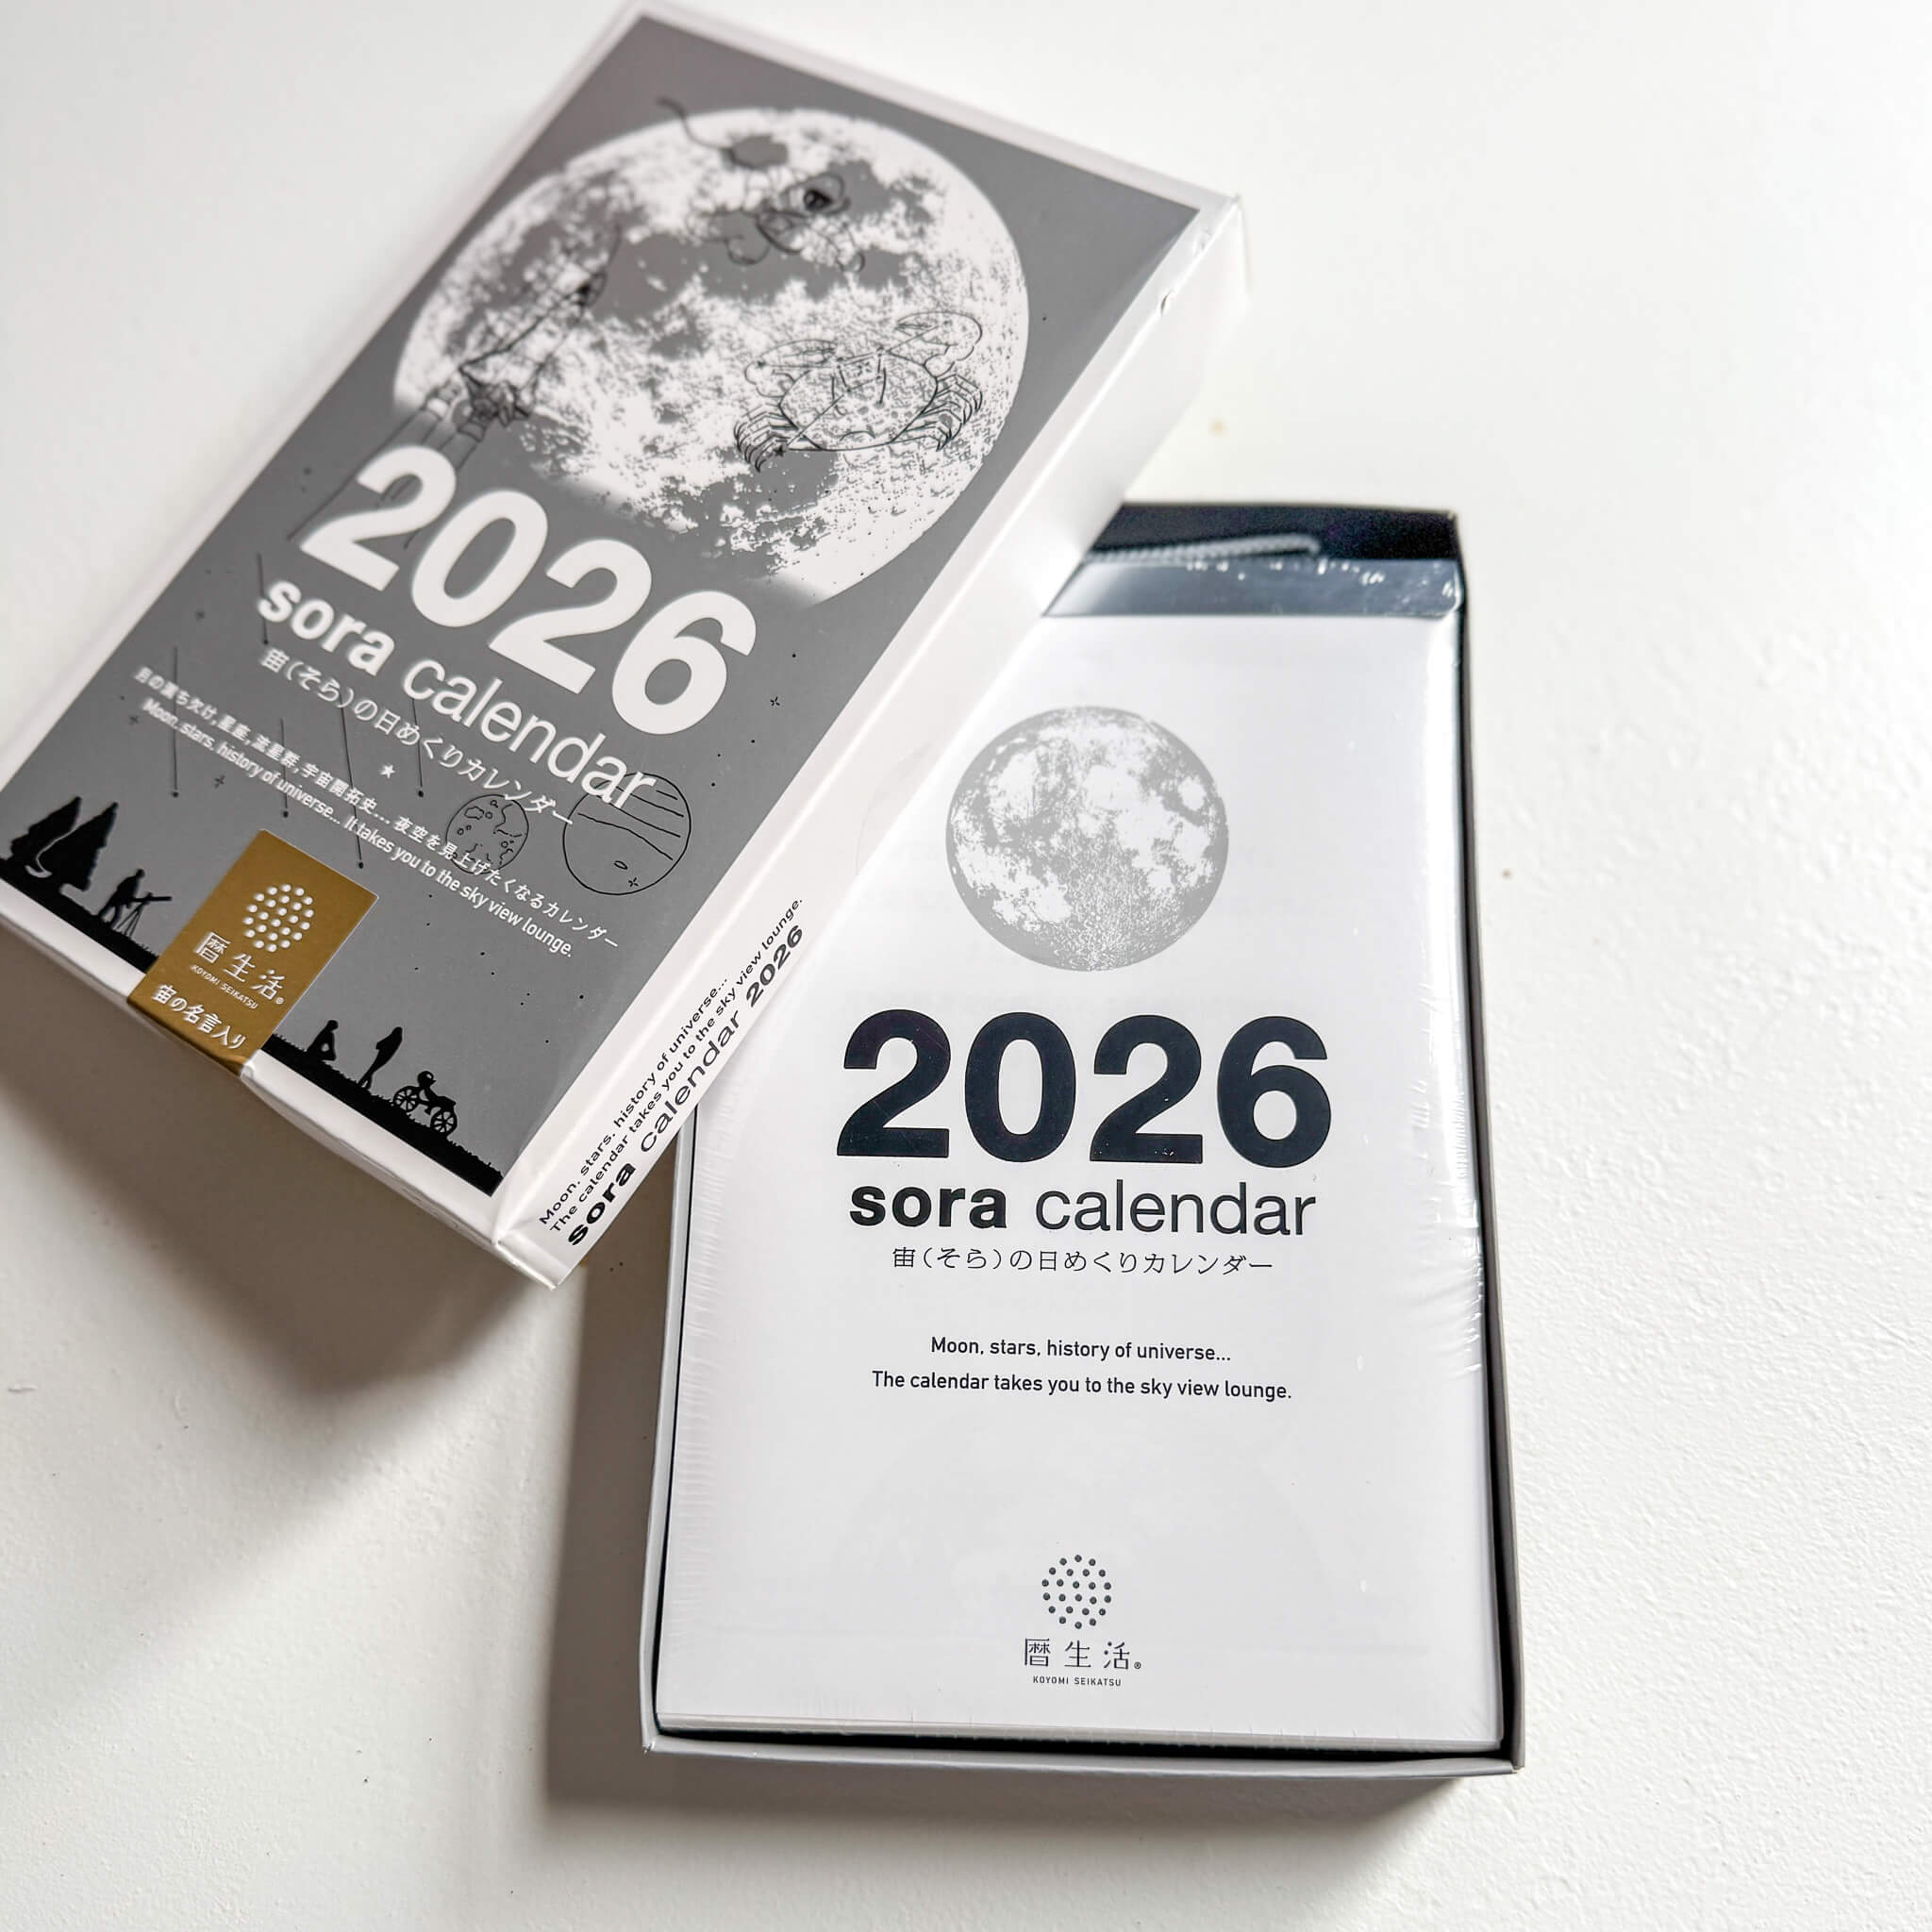 2026
sora calendar
宙(そら)の日めくりカレンダー
月の満ち欠け,星座,流星群,宇宙開拓史... 夜空を見上げたくなるカレンダー
Moon, stars, history of universe... It takes you to the sky view lounge.
暦生活®
KOYOMI SEIKATSU
宙の名言入り
Moon, stars, history of universe...
The calendar takes you to the sky view lounge.
sora calendar 2026
2026
sora calendar
宙(そら)の日めくりカレンダー
Moon, stars, history of universe...
The calendar takes you to the sky view lounge.
暦生活®
KOYOMI SEIKATSU